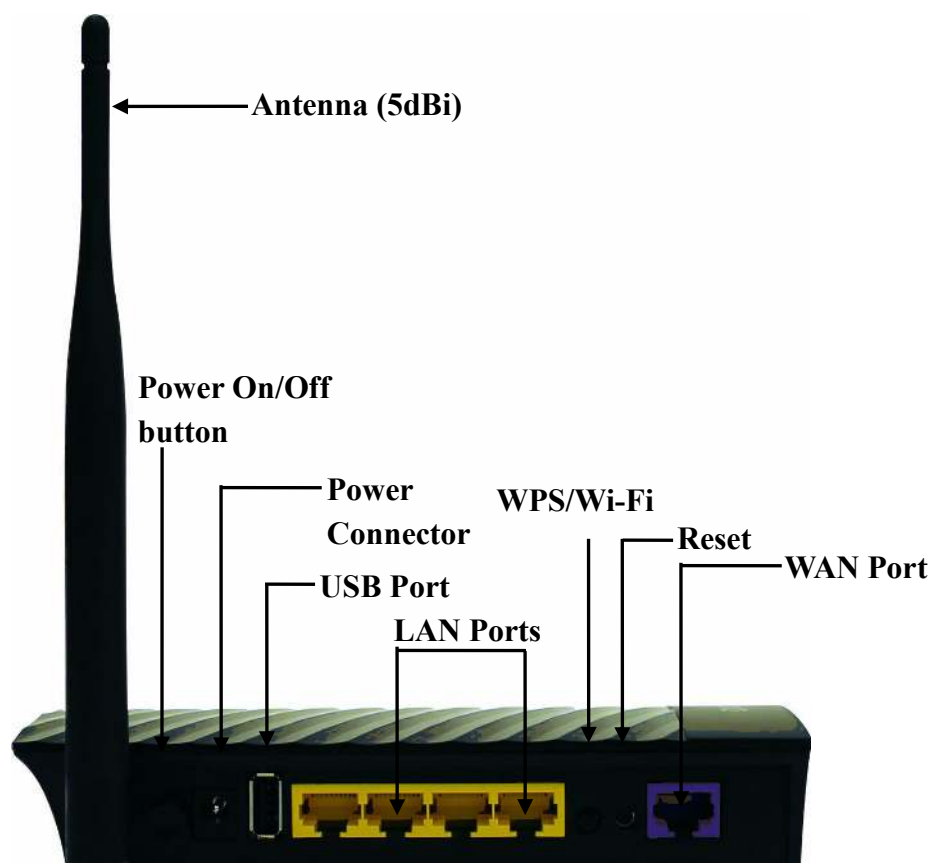 Antenna (5dBi)
Power On/Off
button
Power
Connector
WPS/Wi-Fi
Reset
WAN Port
USB Port
LAN Ports